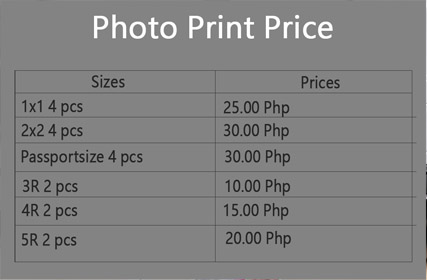 Photo Print Price
Sizes Prices
1x1 4 pcs 25.00 Php
2x2 4 pcs 30.00 Php
Passportsize 4 pcs 30.00 Php
3R 2 pcs 10.00 Php
4R 2 pcs 15.00 Php
5R 2 pcs 20.00 Php